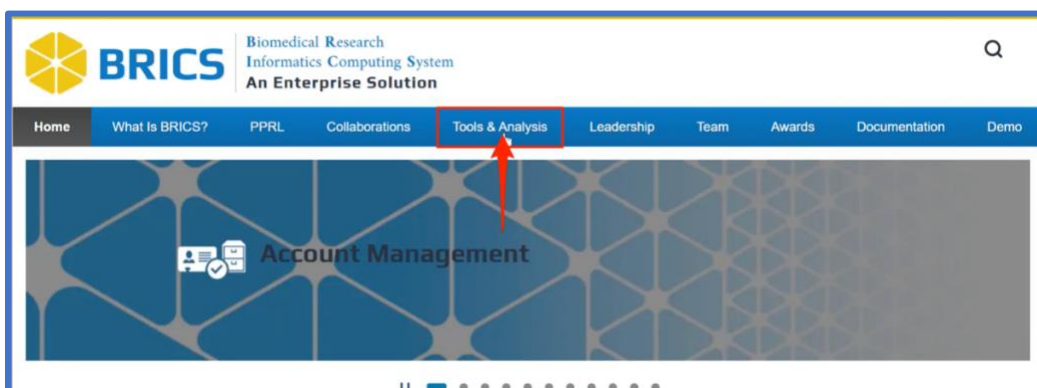 BRICS
Biomedical Research
Informatics Computing System
An Enterprise Solution
Home What Is BRICS? PPRL Collaborations Tools & Analysis Leadership Team Awards Documentation Demo
Account Management